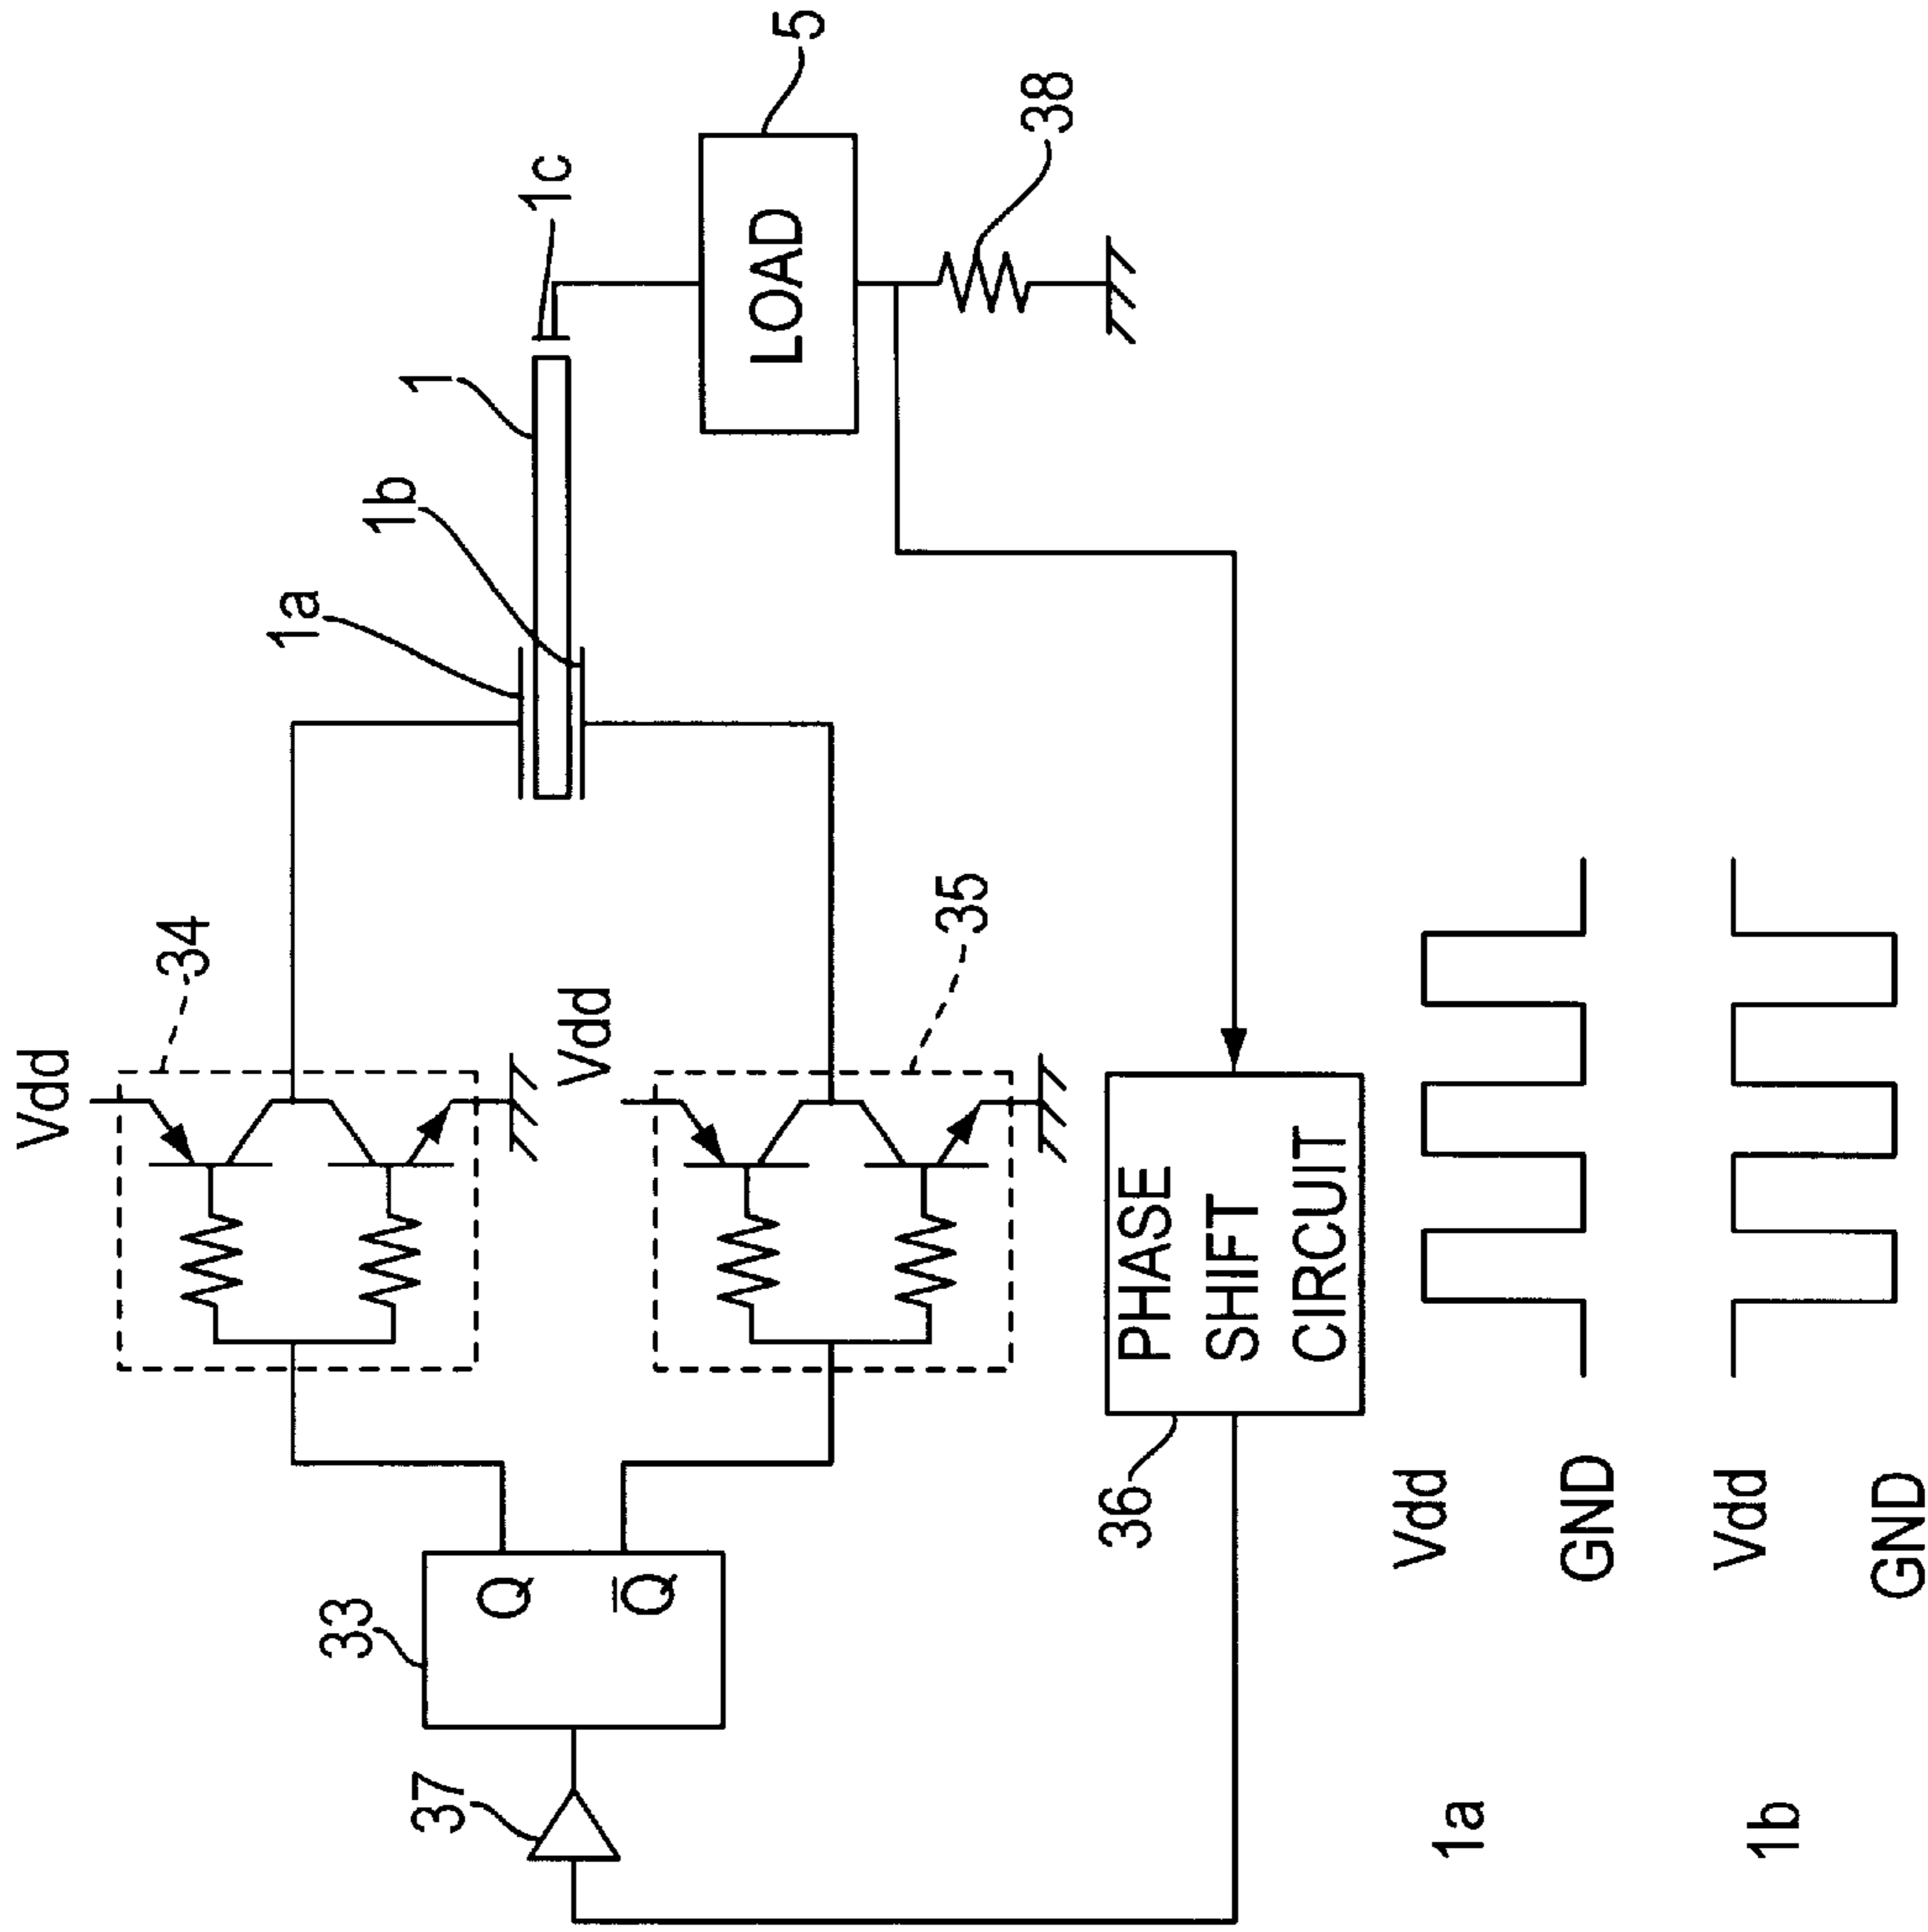 Vdd
34
Vdd
35
33
Q
Q̅
37
1a
1b
1
1c
LOAD
5
38
PHASE
SHIFT
CIRCUIT
36
1a
Vdd
GND
1b
Vdd
GND